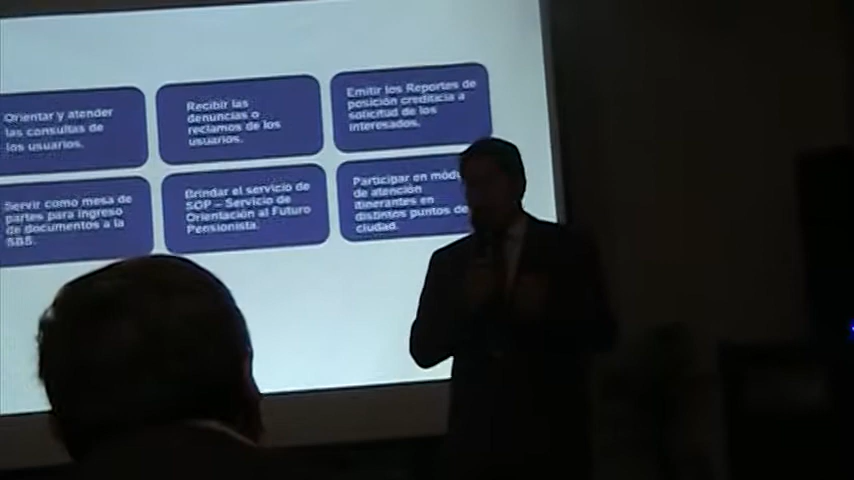 Orientar y atender
las consultas de
los usuarios.
Recibir las
denuncias o
reclamos de los
usuarios.
Emitir los Reportes de
posición crediticia a
solicitud de los
interesados.
Servir como mesa de
partes para ingreso
de documentos a la
SBS.
Brindar el servicio de
SOP – Servicio de
Orientación al Futuro
Pensionista.
Participar en módu
de atención
itinerantes en
distintos puntos de
ciudad.